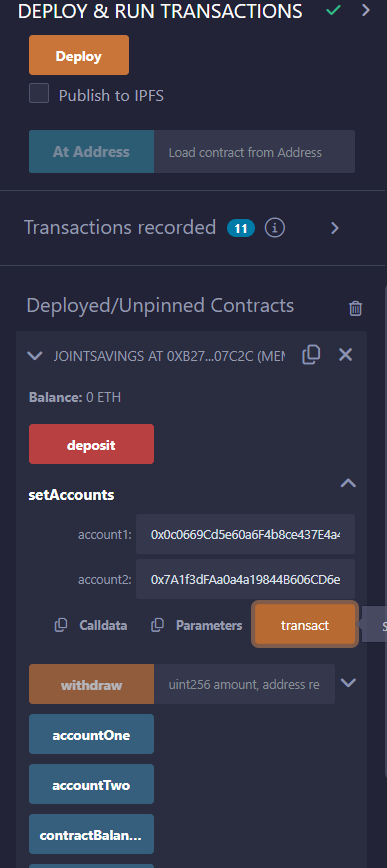 DEPLOY & RUN TRANSACTIONS
Deploy
Publish to IPFS
At Address Load contract from Address
Transactions recorded 11 i
Deployed/Unpinned Contracts
JOINTSAVINGS AT 0XB27...07C2C (MEM
Balance: 0 ETH
deposit
setAccounts
account1: 0x0c0669Cd5e60a6F4b8ce437E4a4
account2: 0x7A1f3dFAa0a4a19844B606CD6e
Calldata Parameters transact s
withdraw uint256 amount, address re
accountOne
accountTwo
contractBalan...